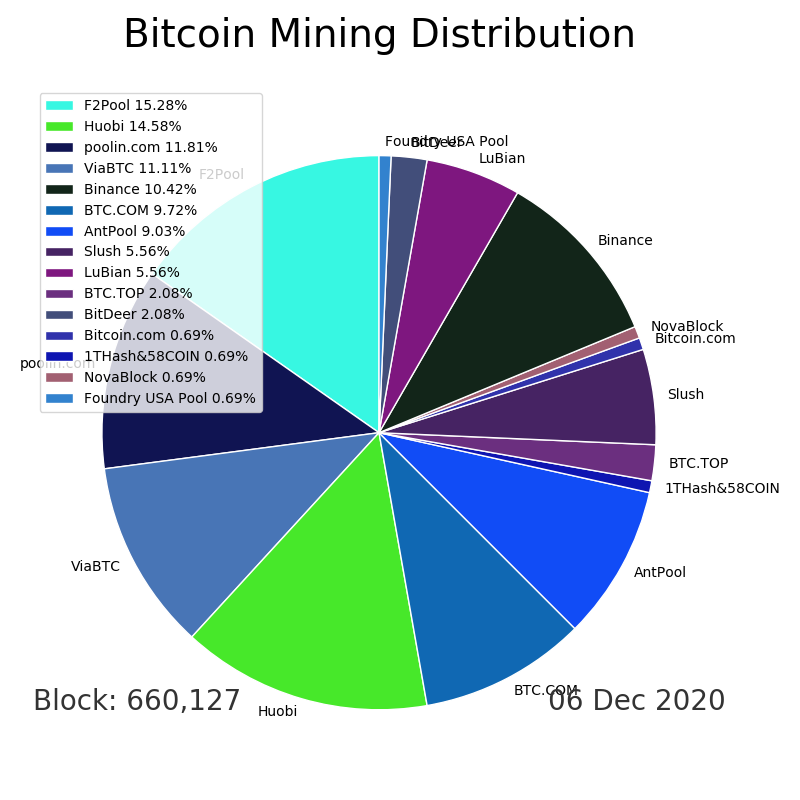 Bitcoin Mining Distribution
F2Pool 15.28%
Huobi 14.58%
poolin.com 11.81%
ViaBTC 11.11%
Binance 10.42%
BTC.COM 9.72%
AntPool 9.03%
Slush 5.56%
LuBian 5.56%
BTC.TOP 2.08%
BitDeer 2.08%
Bitcoin.com 0.69%
1THash&58COIN 0.69%
NovaBlock 0.69%
Foundry USA Pool 0.69%
Foundry USA Pool
BitDeer
LuBian
F2Pool
Binance
NovaBlock
Bitcoin.com
poolin.com
Slush
BTC.TOP
1THash&58COIN
ViaBTC
AntPool
BTC.COM
Huobi
Block: 660,127
06 Dec 2020